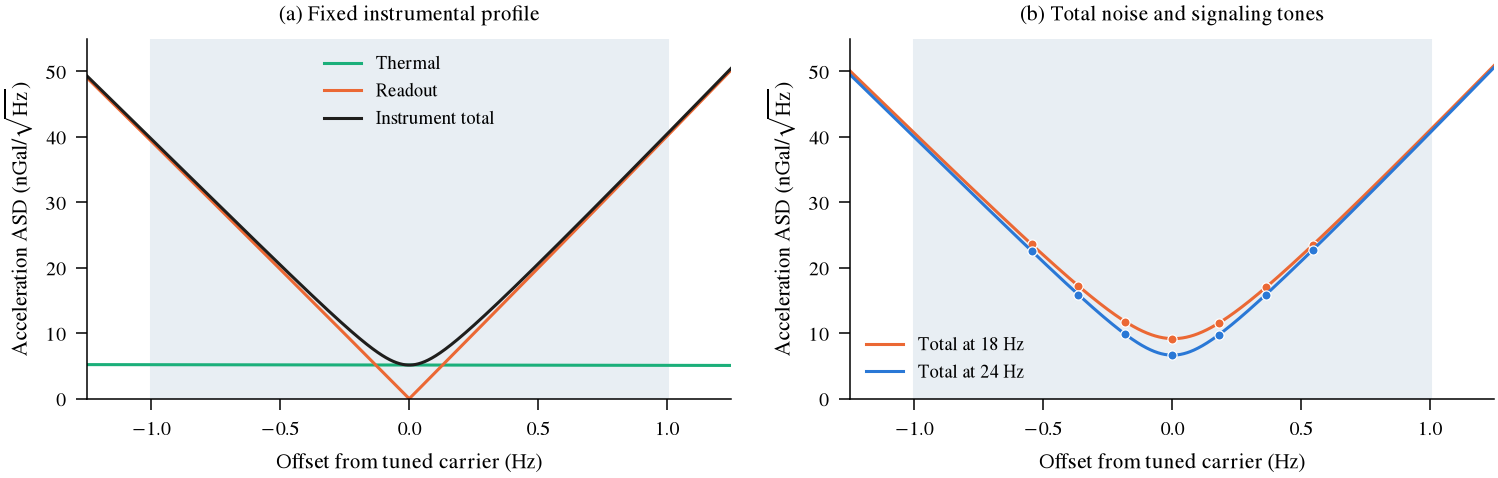 (a) Fixed instrumental profile
Acceleration ASD (nGal/√Hz)
50
40
30
20
10
0
Thermal
Readout
Instrument total
−1.0
−0.5
0.0
0.5
1.0
Offset from tuned carrier (Hz)
(b) Total noise and signaling tones
Acceleration ASD (nGal/√Hz)
50
40
30
20
10
0
Total at 18 Hz
Total at 24 Hz
−1.0
−0.5
0.0
0.5
1.0
Offset from tuned carrier (Hz)